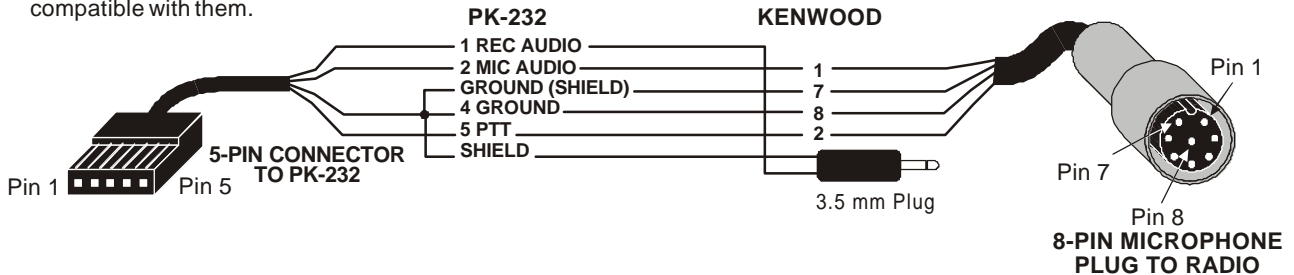 compatible with them.
PK-232 KENWOOD
1 REC AUDIO
2 MIC AUDIO 1
GROUND (SHIELD) 7
4 GROUND 8
5 PTT 2
SHIELD
5-PIN CONNECTOR
TO PK-232
Pin 1 Pin 5
3.5 mm Plug
Pin 1
Pin 7
Pin 8
8-PIN MICROPHONE
PLUG TO RADIO